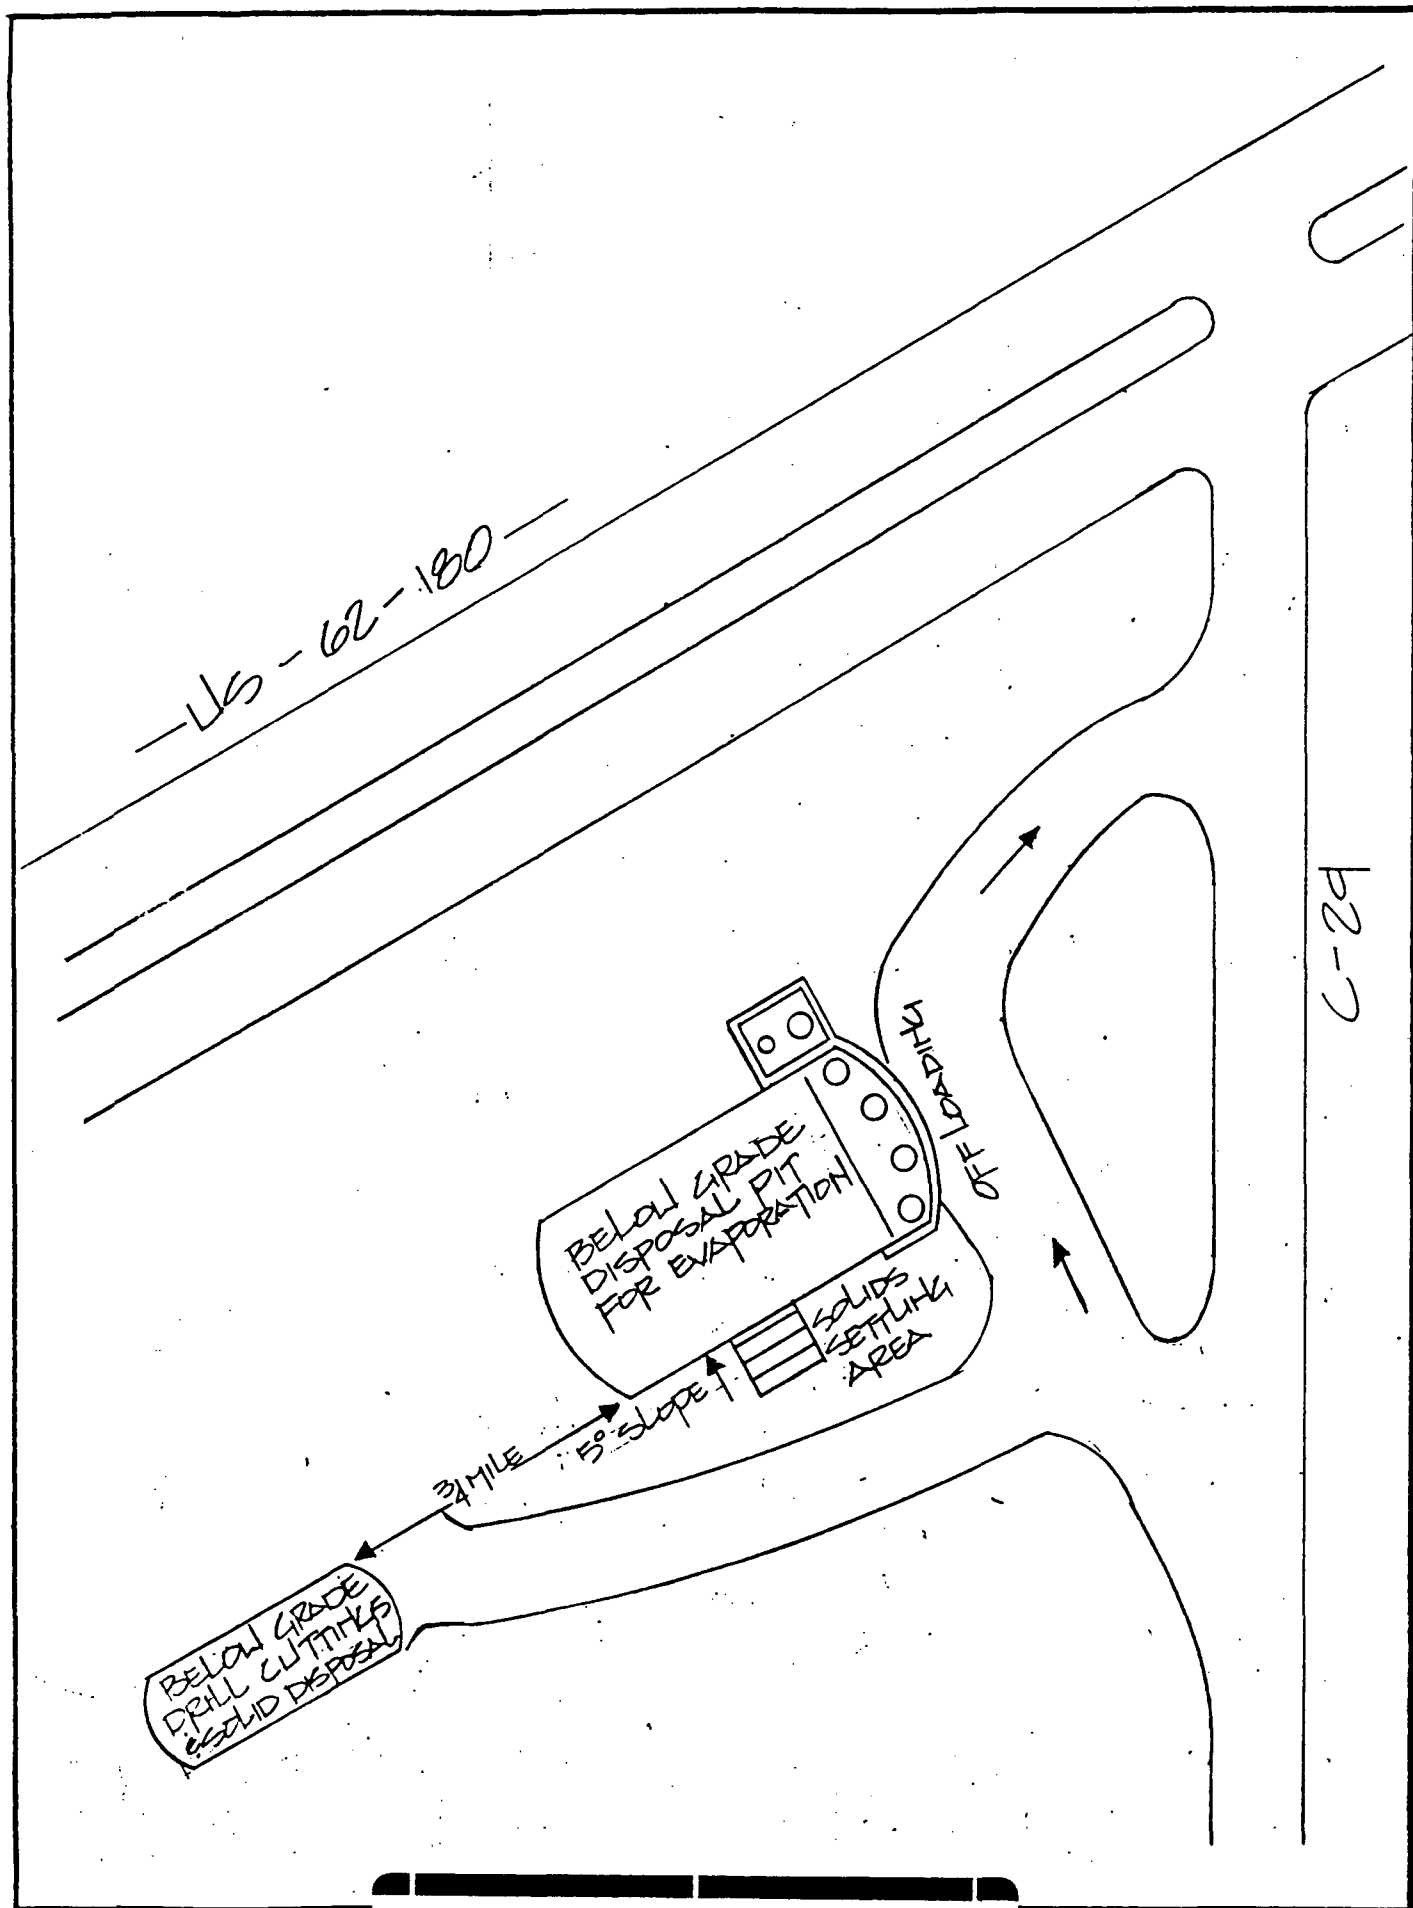 — US - 62 - 180 —
C-29
OFF LOADING
BELOW GRADE
DISPOSAL PIT
FOR EVAPORATION
SOLIDS
SETTLING
AREA
5° SLOPE
3/4 MILE
BELOW GRADE
DRILL CUTTINGS
& SOLID DISPOSAL